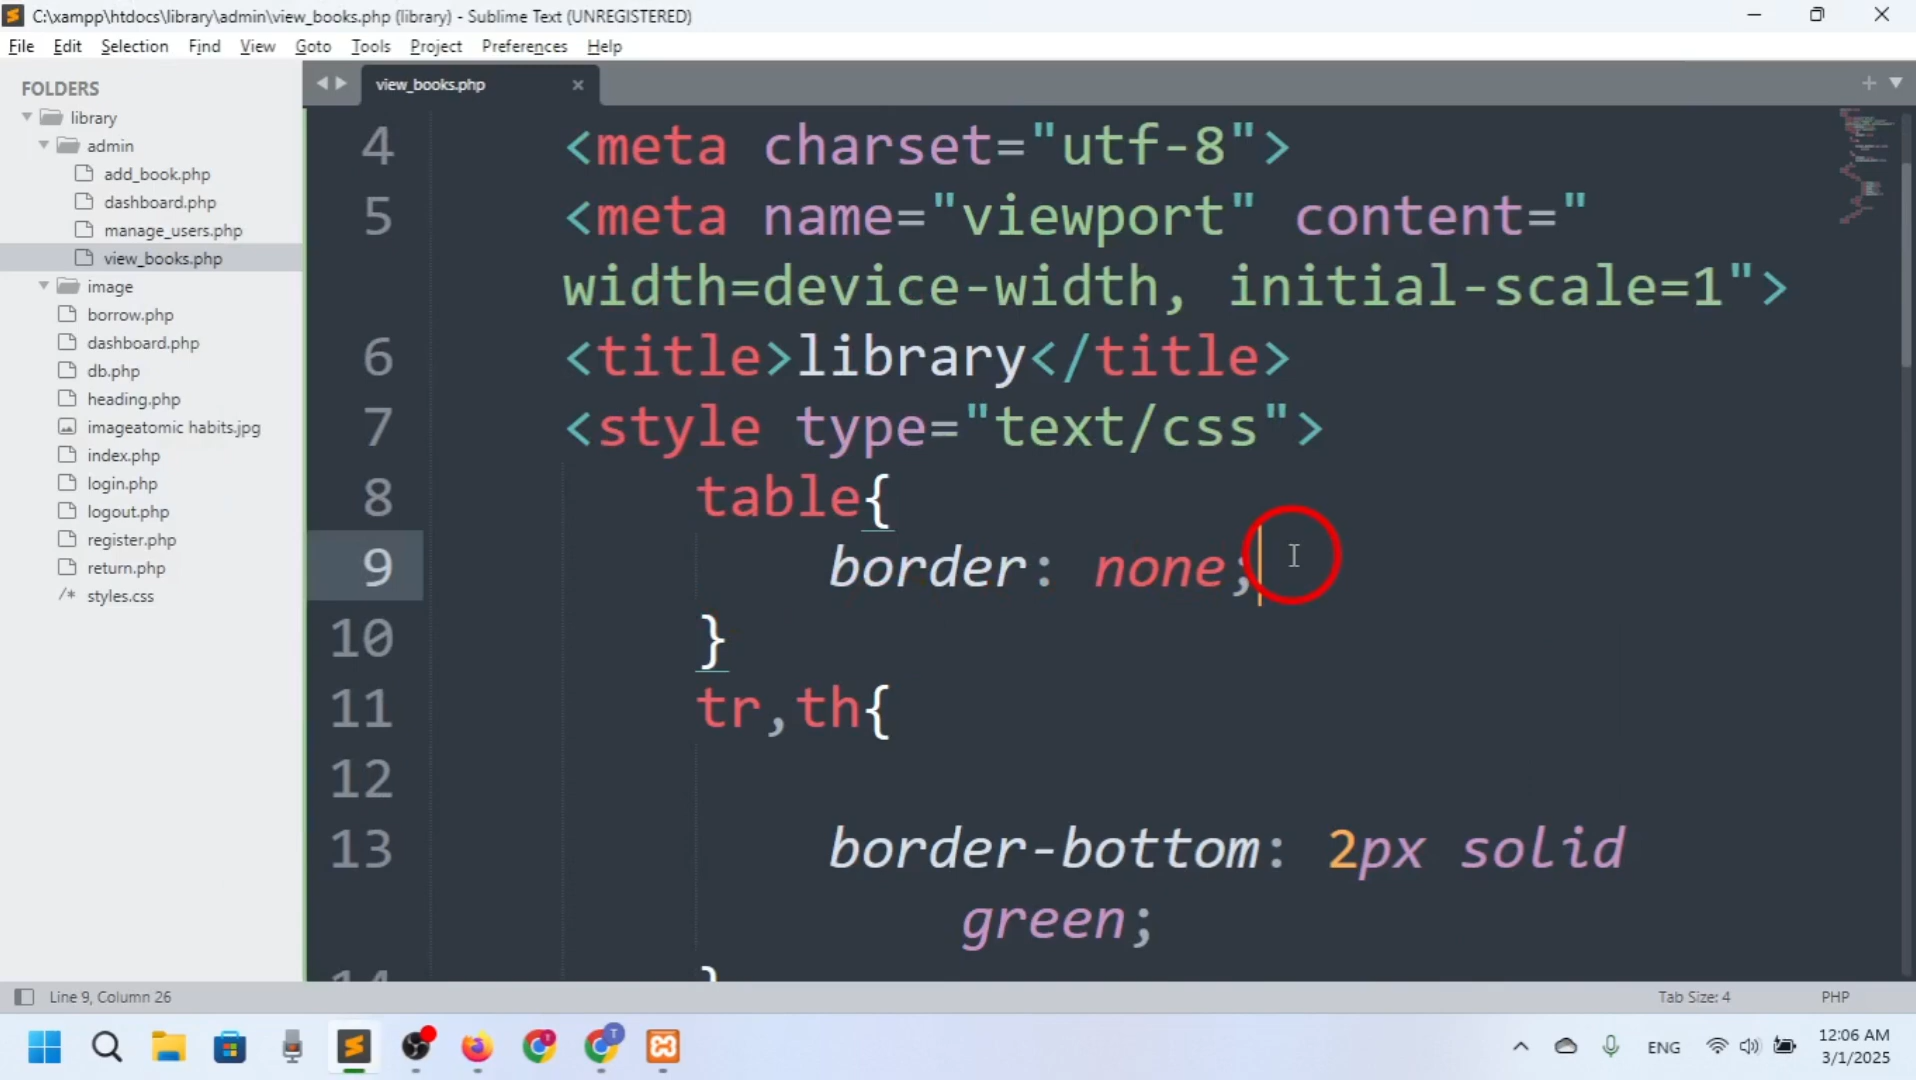 C:\xampp\htdocs\library\admin\view_books.php (library) - Sublime Text (UNREGISTERED)
File Edit Selection Find View Goto Tools Project Preferences Help
FOLDERS
library
admin
add_book.php
dashboard.php
manage_users.php
view_books.php
image
borrow.php
dashboard.php
db.php
heading.php
imageatomic habits.jpg
index.php
login.php
logout.php
register.php
return.php
/* styles.css
view_books.php
4 <meta charset="utf-8">
5 <meta name="viewport" content="
width=device-width, initial-scale=1">
6 <title>library</title>
7 <style type="text/css">
8 table{
9 border: none;
10 }
11 tr,th{
12
13 border-bottom: 2px solid
green;
14 }
Line 9, Column 26
Tab Size: 4
PHP
T
T
ENG
12:06 AM
3/1/2025